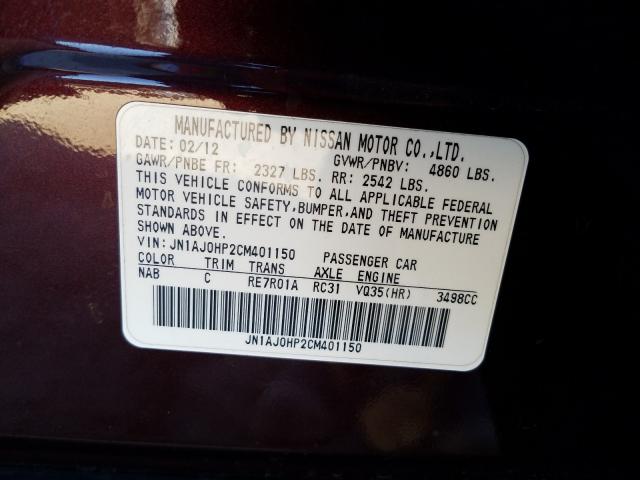 MANUFACTURED BY NISSAN MOTOR CO.,LTD.
DATE: 02/12 GVWR/PNBV: 4860 LBS.
GAWR/PNBE FR: 2327 LBS. RR: 2542 LBS.
THIS VEHICLE CONFORMS TO ALL APPLICABLE FEDERAL
MOTOR VEHICLE SAFETY,BUMPER,AND THEFT PREVENTION
STANDARDS IN EFFECT ON THE DATE OF MANUFACTURE
SHOWN ABOVE.
VIN: JN1AJ0HP2CM401150 PASSENGER CAR
COLOR TRIM TRANS AXLE ENGINE
NAB C RE7R01A RC31 VQ35(HR) 3498CC
JN1AJ0HP2CM401150